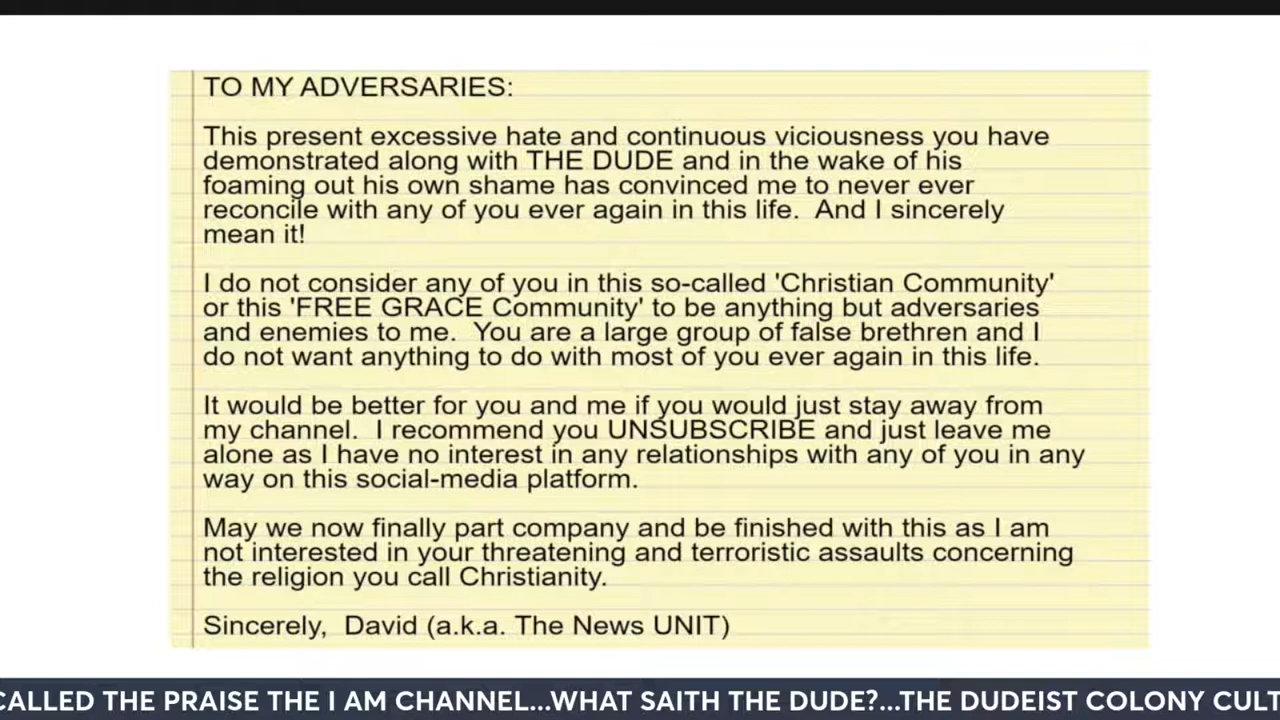 TO MY ADVERSARIES:
This present excessive hate and continuous viciousness you have
demonstrated along with THE DUDE and in the wake of his
foaming out his own shame has convinced me to never ever
reconcile with any of you ever again in this life.  And I sincerely
mean it!
I do not consider any of you in this so-called 'Christian Community'
or this 'FREE GRACE Community' to be anything but adversaries
and enemies to me.  You are a large group of false brethren and I
do not want anything to do with most of you ever again in this life.
It would be better for you and me if you would just stay away from
my channel.  I recommend you UNSUBSCRIBE and just leave me
alone as I have no interest in any relationships with any of you in any
way on this social-media platform.
May we now finally part company and be finished with this as I am
not interested in your threatening and terroristic assaults concerning
the religion you call Christianity.
Sincerely,  David (a.k.a. The News UNIT)
CALLED THE PRAISE THE I AM CHANNEL...WHAT SAITH THE DUDE?...THE DUDEIST COLONY CULT